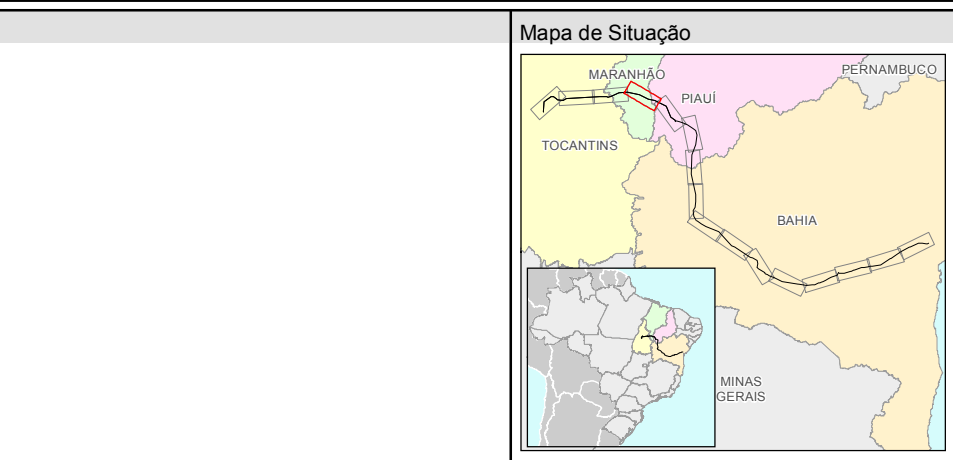 Mapa de Situação
PERNAMBUCO
MARANHÃO
PIAUÍ
TOCANTINS
BAHIA
MINAS
GERAIS